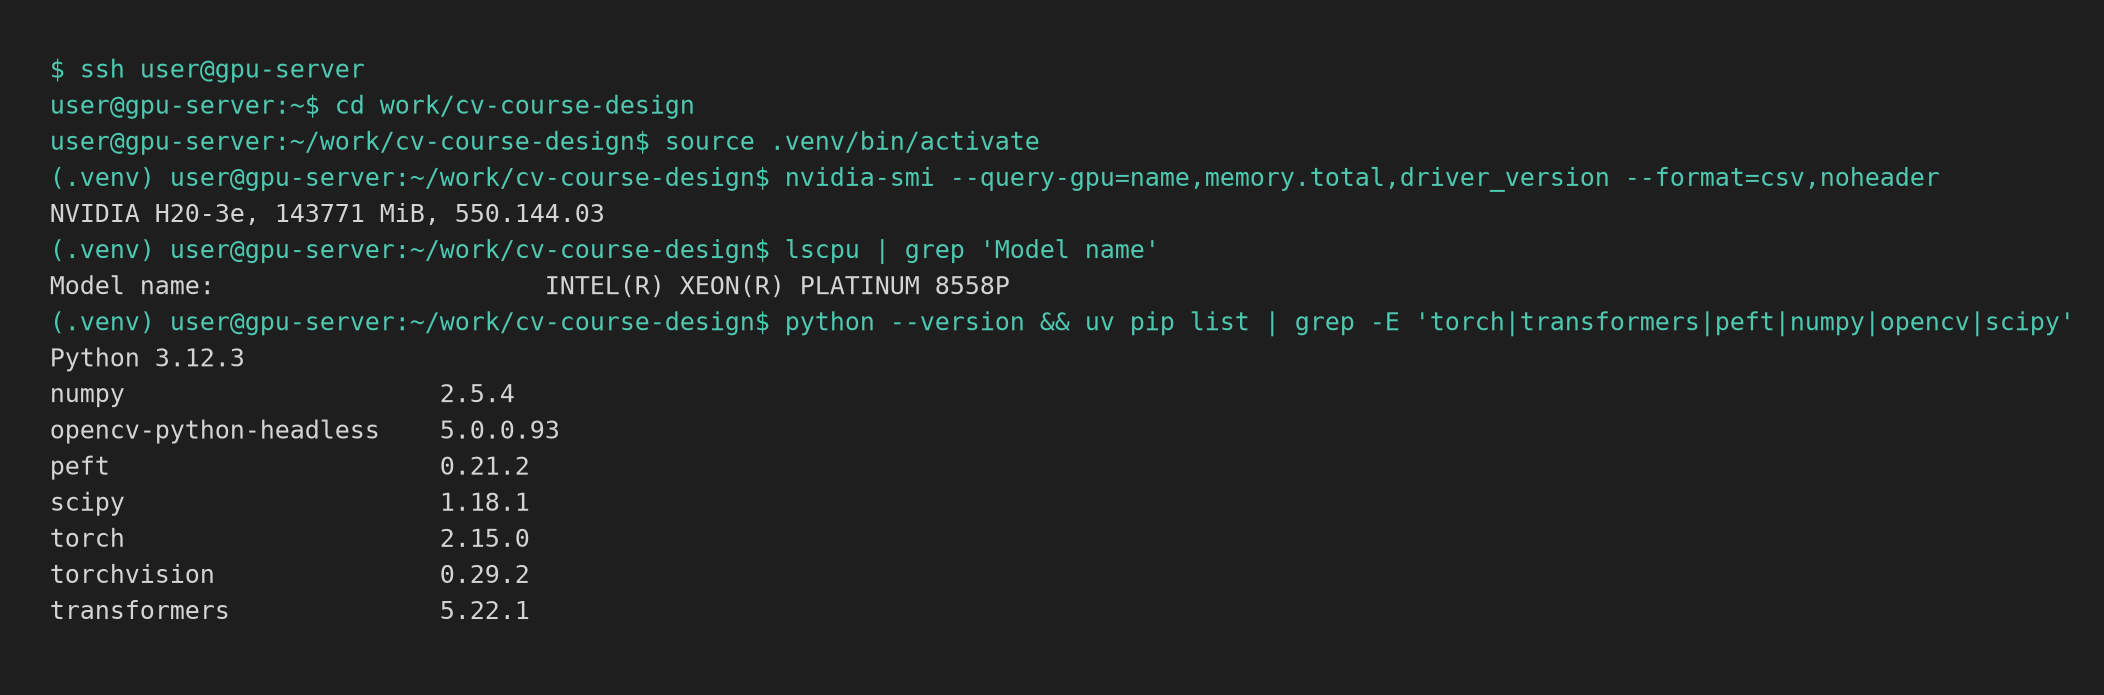 $ ssh user@gpu-server
user@gpu-server:~$ cd work/cv-course-design
user@gpu-server:~/work/cv-course-design$ source .venv/bin/activate
(.venv) user@gpu-server:~/work/cv-course-design$ nvidia-smi --query-gpu=name,memory.total,driver_version --format=csv,noheader
NVIDIA H20-3e, 143771 MiB, 550.144.03
(.venv) user@gpu-server:~/work/cv-course-design$ lscpu | grep 'Model name'
Model name:                      INTEL(R) XEON(R) PLATINUM 8558P
(.venv) user@gpu-server:~/work/cv-course-design$ python --version && uv pip list | grep -E 'torch|transformers|peft|numpy|opencv|scipy'
Python 3.12.3
numpy                     2.5.4
opencv-python-headless    5.0.0.93
peft                      0.21.2
scipy                     1.18.1
torch                     2.15.0
torchvision               0.29.2
transformers              5.22.1